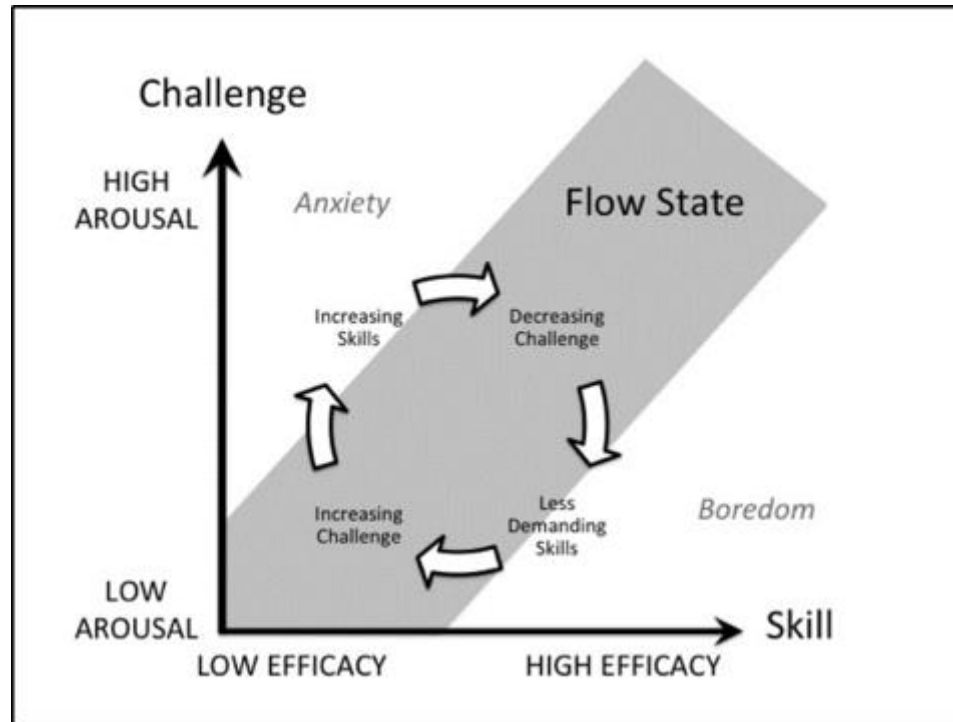 Challenge
HIGH
AROUSAL
Anxiety
Flow State
Increasing
Skills
Decreasing
Challenge
Increasing
Challenge
Less
Demanding
Skills
Boredom
LOW
AROUSAL
Skill
LOW EFFICACY
HIGH EFFICACY